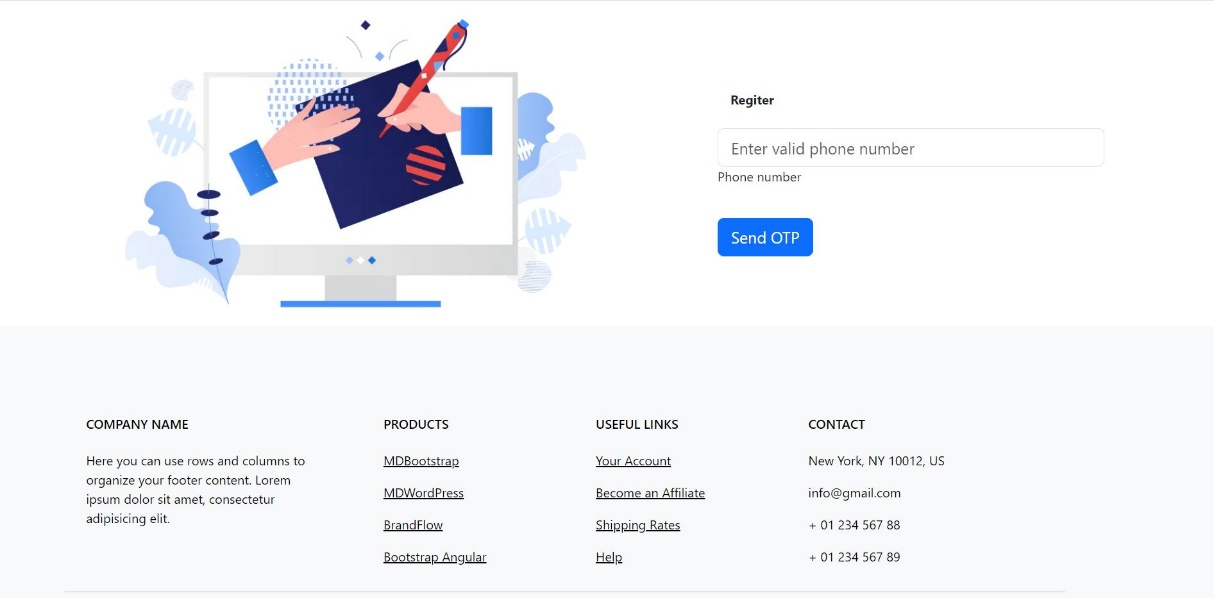 Regiter
Enter valid phone number
Phone number
Send OTP
COMPANY NAME
Here you can use rows and columns to
organize your footer content. Lorem
ipsum dolor sit amet, consectetur
adipisicing elit.
PRODUCTS
MDBootstrap
MDWordPress
BrandFlow
Bootstrap Angular
USEFUL LINKS
Your Account
Become an Affiliate
Shipping Rates
Help
CONTACT
New York, NY 10012, US
info@gmail.com
+ 01 234 567 88
+ 01 234 567 89